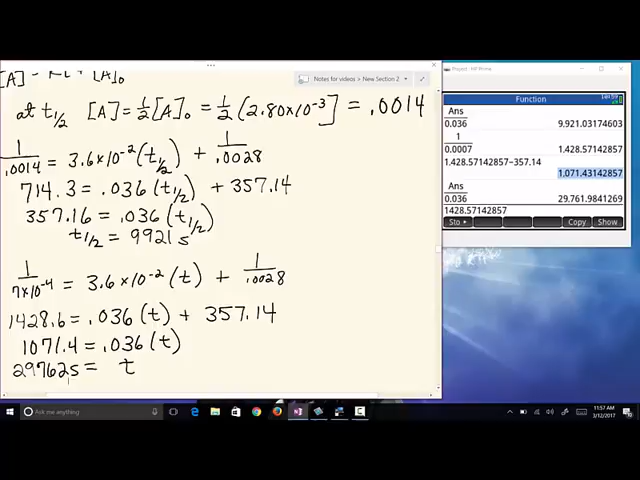 Notes for videos > New Section 2
[A] = kt + [A]₀
at t₁/₂ [A] = ½[A]₀ = ½(2.80×10⁻³] = .0014
1/.0014 = 3.6×10⁻²(t₁/₂) + 1/.0028
714.3 = .036(t₁/₂) + 357.14
357.16 = .036(t₁/₂)
t₁/₂ = 9921 s
1/7×10⁻⁴ = 3.6×10⁻²(t) + 1/.0028
1428.6 = .036(t) + 357.14
1071.4 = .036(t)
29762s = t
Function
Ans
0.036 9.921.03174603
1
0.0007 1.428.57142857
1.428.57142857-357.14
1.071.43142857
Ans
0.036 29.761.9841269
1428.57142857
Sto Copy Show
Ask me anything
11:57 AM
3/12/2017